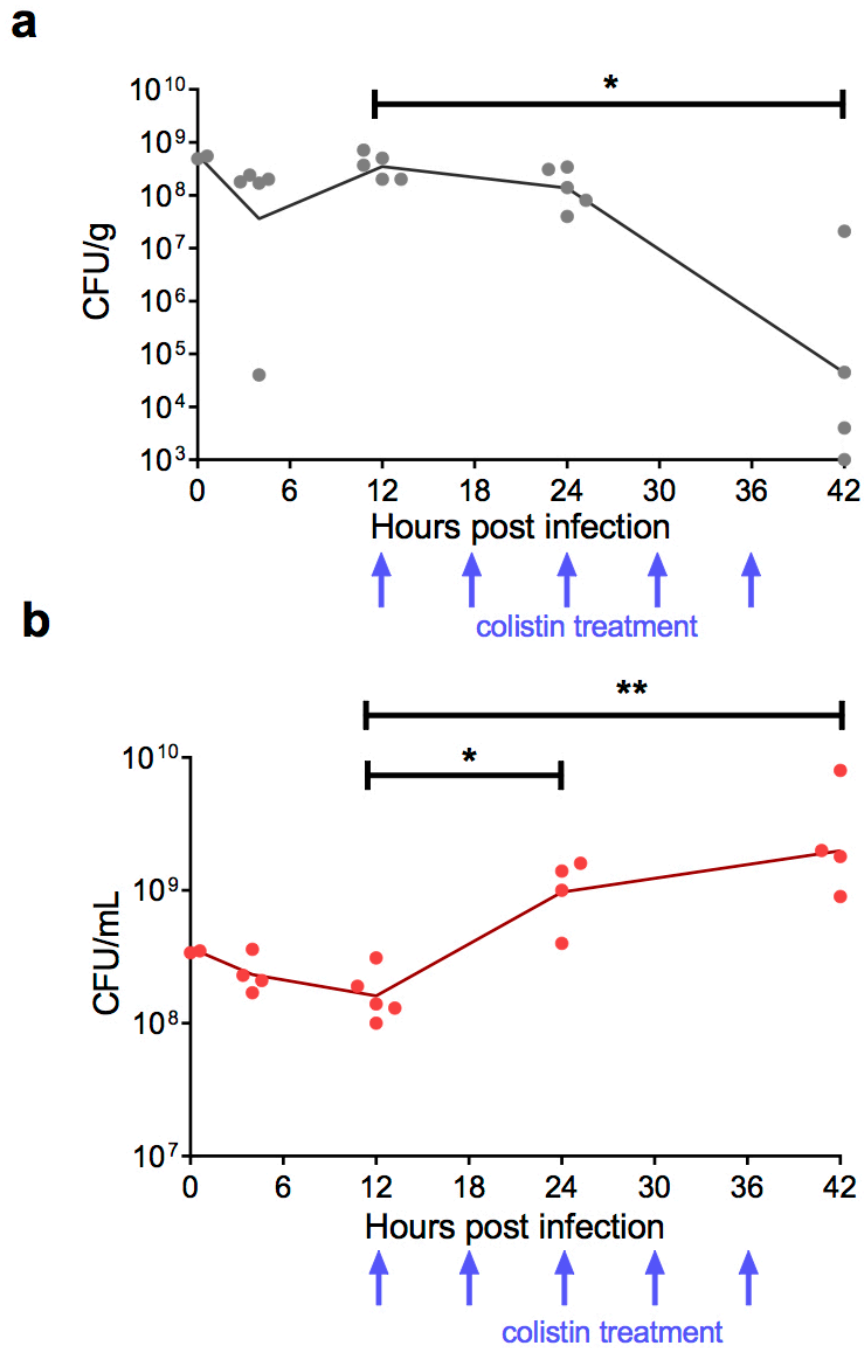 a
*
10¹⁰
10⁹
10⁸
10⁷
10⁶
10⁵
10⁴
10³
CFU/g
0 6 12 18 24 30 36 42
Hours post infection
colistin treatment
b
**
*
10¹⁰
10⁹
10⁸
10⁷
CFU/mL
0 6 12 18 24 30 36 42
Hours post infection
colistin treatment